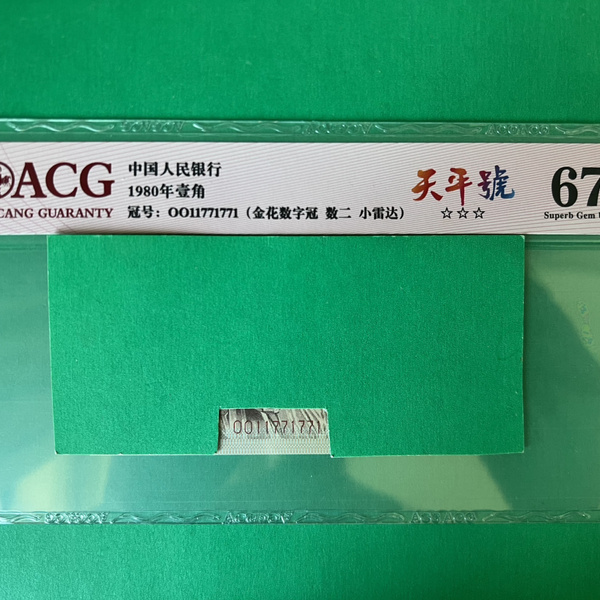 ACG
CANG GUARANTY
中国人民银行
1980年壹角
冠号：OO11771771（金花数字冠 数二 小雷达）
天平號
☆☆☆
67
Superb Gem
OO11771771